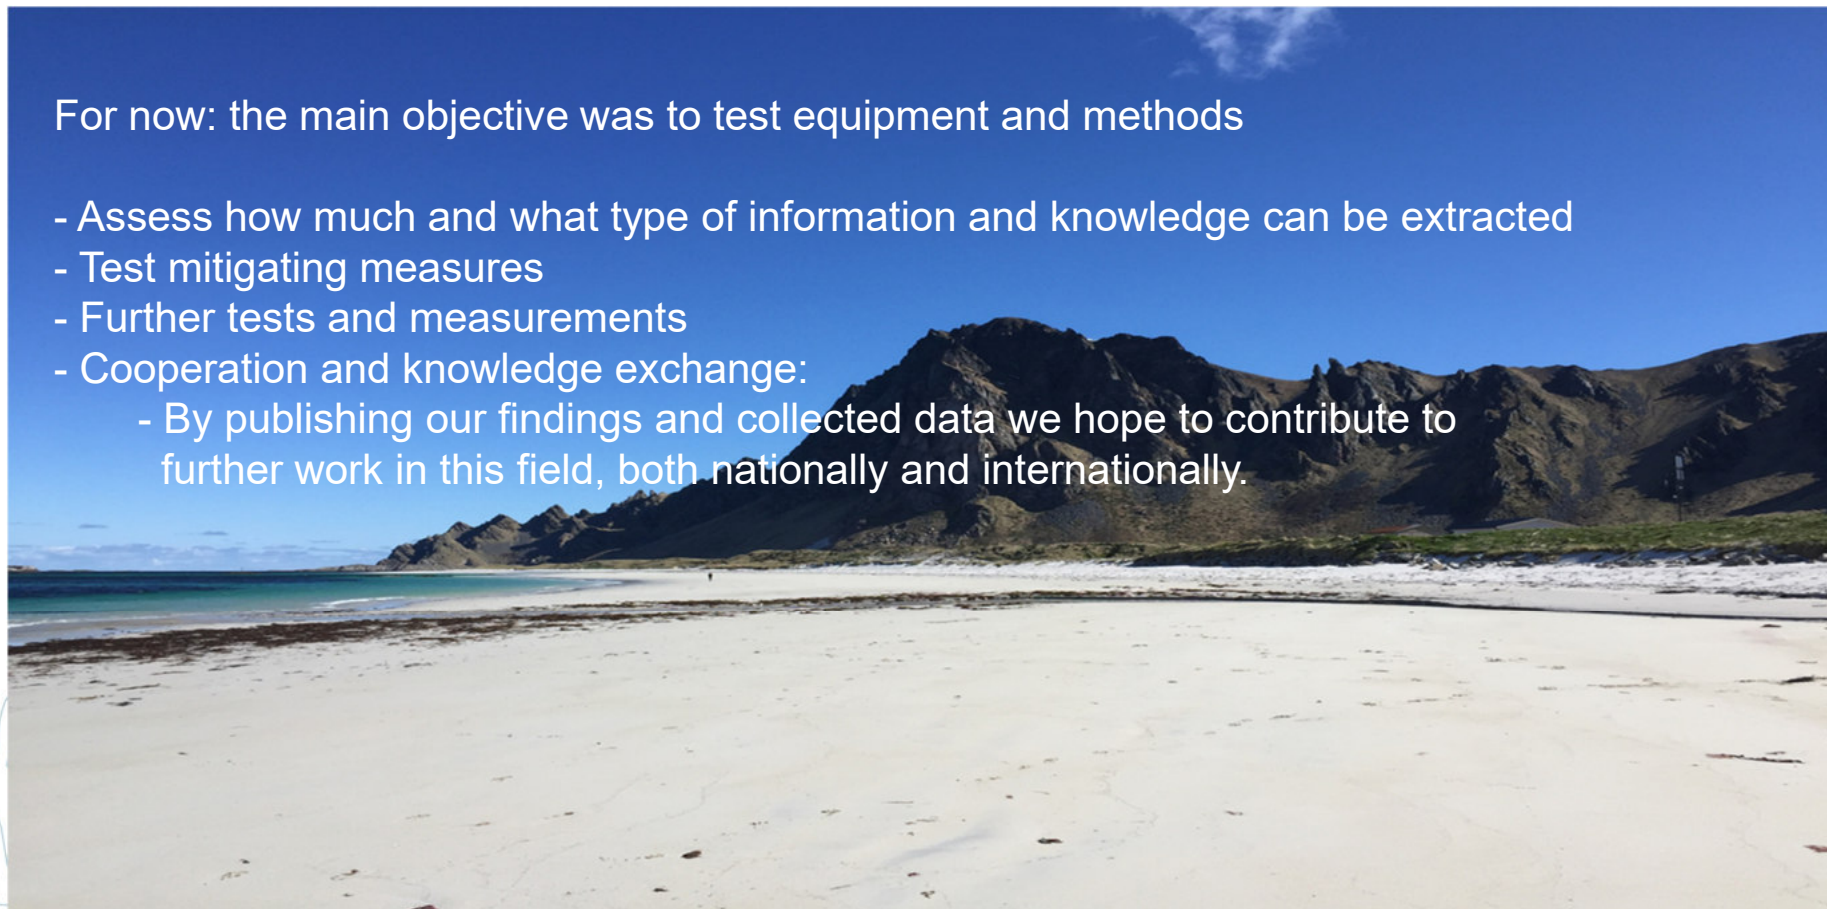 For now: the main objective was to test equipment and methods
- Assess how much and what type of information and knowledge can be extracted
- Test mitigating measures
- Further tests and measurements
- Cooperation and knowledge exchange:
- By publishing our findings and collected data we hope to contribute to
further work in this field, both nationally and internationally.